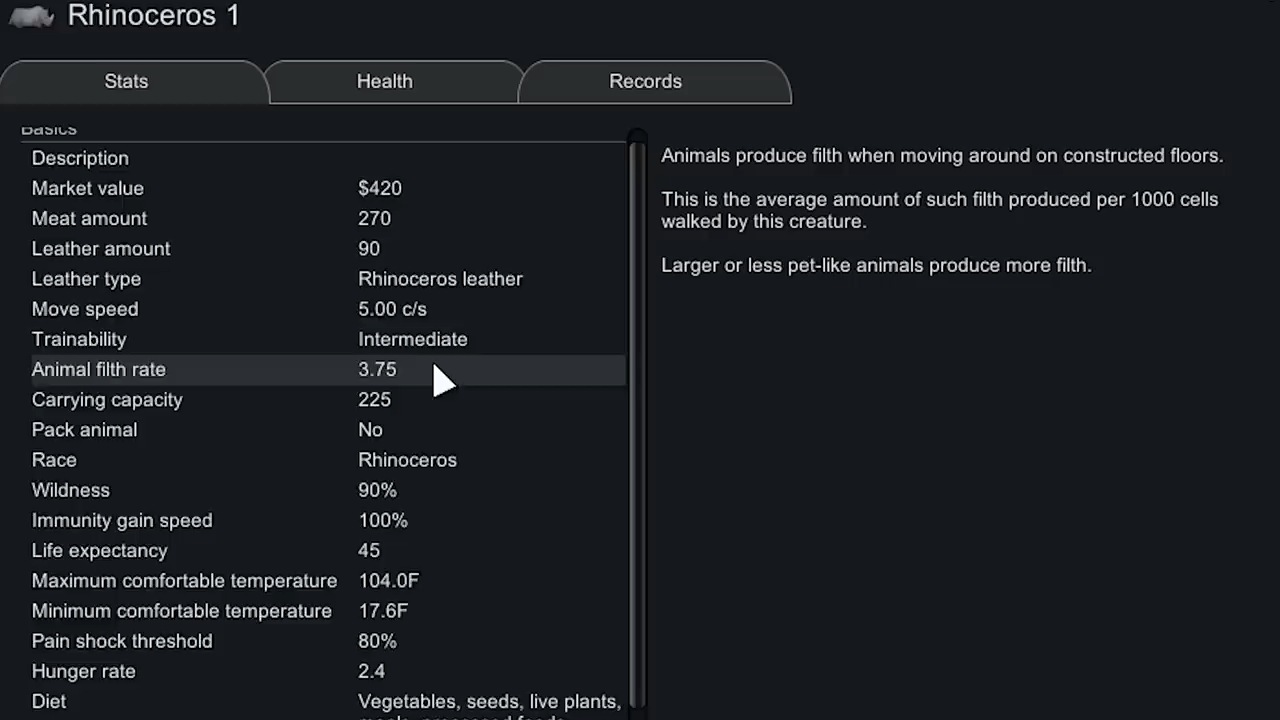 Rhinoceros 1
Stats Health Records
Basics
Description
Market value $420
Meat amount 270
Leather amount 90
Leather type Rhinoceros leather
Move speed 5.00 c/s
Trainability Intermediate
Animal filth rate 3.75
Carrying capacity 225
Pack animal No
Race Rhinoceros
Wildness 90%
Immunity gain speed 100%
Life expectancy 45
Maximum comfortable temperature 104.0F
Minimum comfortable temperature 17.6F
Pain shock threshold 80%
Hunger rate 2.4
Diet Vegetables, seeds, live plants,
Animals produce filth when moving around on constructed floors.
This is the average amount of such filth produced per 1000 cells
walked by this creature.
Larger or less pet-like animals produce more filth.